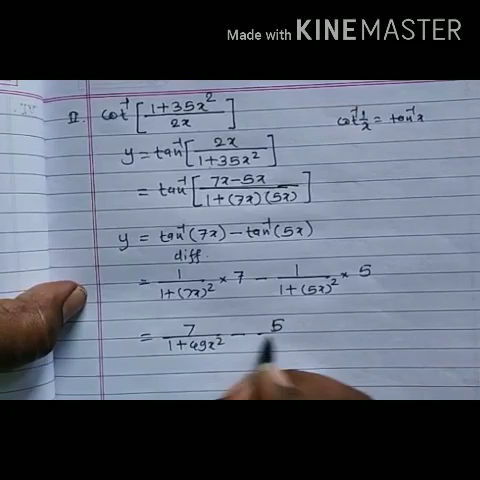 Made with KINEMASTER
II. cot⁻¹ [ (1+35x²) / 2x ]
cot⁻¹ 1/x = tan⁻¹ x
y = tan⁻¹ [ 2x / (1+35x²) ]
= tan⁻¹ [ (7x-5x) / (1+(7x)(5x)) ]
y = tan⁻¹(7x) - tan⁻¹(5x)
diff.
= 1/(1+(7x)²) × 7 - 1/(1+(5x)²) × 5
= 7/(1+49x²) - 5